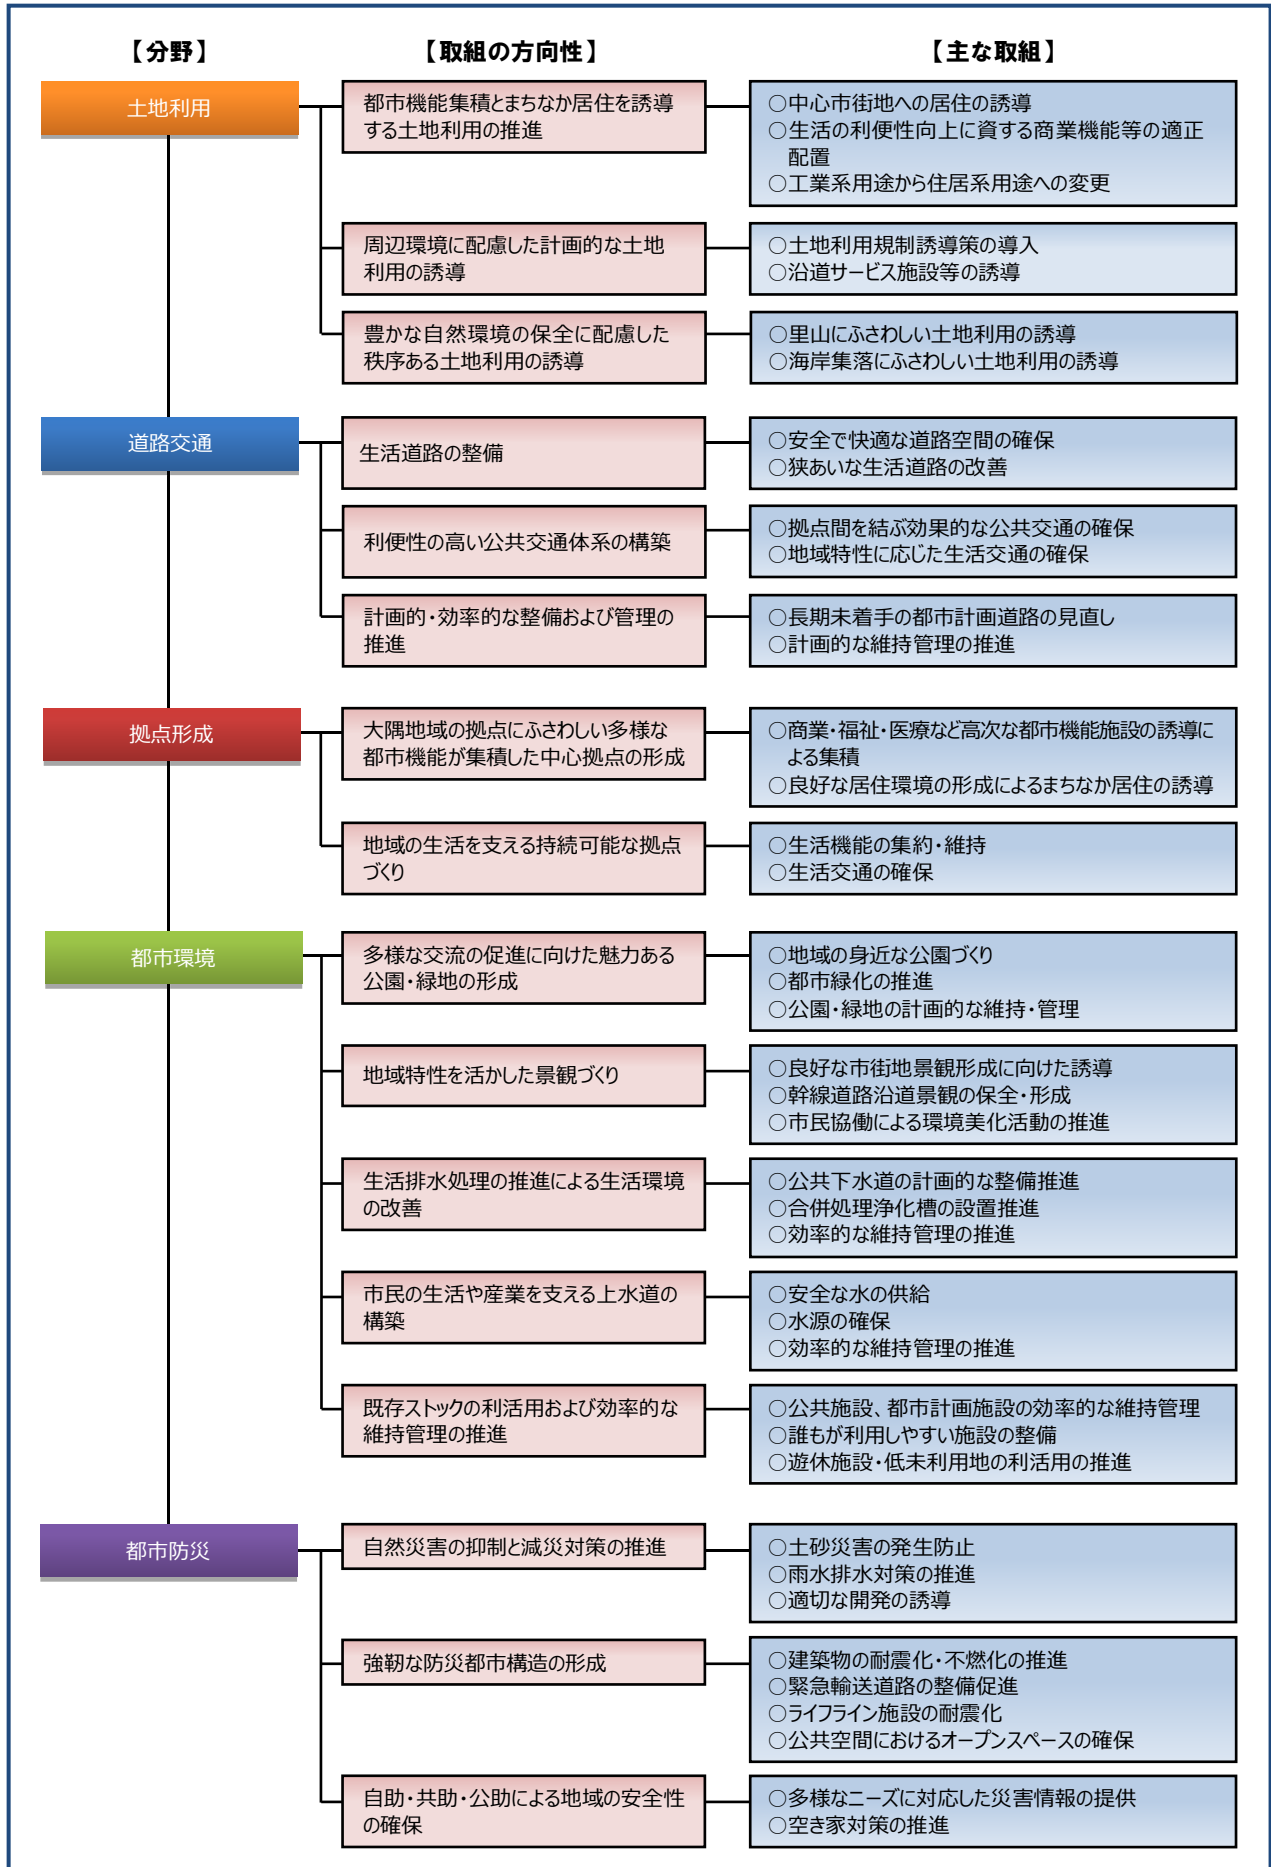 【分野】
【取組の方向性】
【主な取組】
土地利用
都市機能集積とまちなか居住を誘導
する土地利用の推進
○中心市街地への居住の誘導
○生活の利便性向上に資する商業機能等の適正
配置
○工業系用途から住居系用途への変更
周辺環境に配慮した計画的な土地
利用の誘導
○土地利用規制誘導策の導入
○沿道サービス施設等の誘導
豊かな自然環境の保全に配慮した
秩序ある土地利用の誘導
○里山にふさわしい土地利用の誘導
○海岸集落にふさわしい土地利用の誘導
道路交通
生活道路の整備
○安全で快適な道路空間の確保
○狭あいな生活道路の改善
利便性の高い公共交通体系の構築
○拠点間を結ぶ効果的な公共交通の確保
○地域特性に応じた生活交通の確保
計画的・効率的な整備および管理の
推進
○長期未着手の都市計画道路の見直し
○計画的な維持管理の推進
拠点形成
大隅地域の拠点にふさわしい多様な
都市機能が集積した中心拠点の形成
○商業・福祉・医療など高次な都市機能施設の誘導に
よる集積
○良好な居住環境の形成によるまちなか居住の誘導
地域の生活を支える持続可能な拠点
づくり
○生活機能の集約・維持
○生活交通の確保
都市環境
多様な交流の促進に向けた魅力ある
公園・緑地の形成
○地域の身近な公園づくり
○都市緑化の推進
○公園・緑地の計画的な維持・管理
地域特性を活かした景観づくり
○良好な市街地景観形成に向けた誘導
○幹線道路沿道景観の保全・形成
○市民協働による環境美化活動の推進
生活排水処理の推進による生活環境
の改善
○公共下水道の計画的な整備推進
○合併処理浄化槽の設置推進
○効率的な維持管理の推進
市民の生活や産業を支える上水道の
構築
○安全な水の供給
○水源の確保
○効率的な維持管理の推進
既存ストックの利活用および効率的な
維持管理の推進
○公共施設、都市計画施設の効率的な維持管理
○誰もが利用しやすい施設の整備
○遊休施設・低未利用地の利活用の推進
都市防災
自然災害の抑制と減災対策の推進
○土砂災害の発生防止
○雨水排水対策の推進
○適切な開発の誘導
強靭な防災都市構造の形成
○建築物の耐震化・不燃化の推進
○緊急輸送道路の整備促進
○ライフライン施設の耐震化
○公共空間におけるオープンスペースの確保
自助・共助・公助による地域の安全性
の確保
○多様なニーズに対応した災害情報の提供
○空き家対策の推進